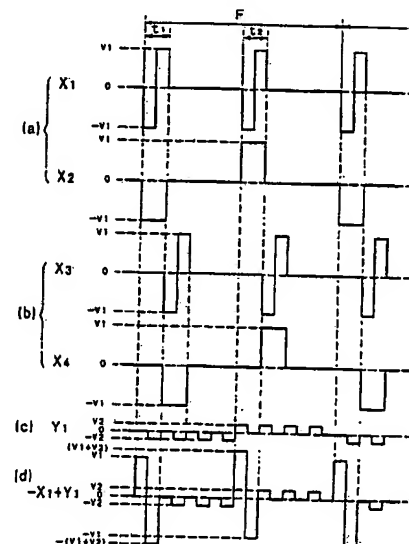 F
t₁ t₂
V1
X1 0
-V1
(a)
V1
X2 0
-V1
V1
X3 0
-V1
(b)
V1
X4 0
-V1
(c) Y1 V2
0
-V2
(V1+V2)
V1
(d) V2
-X1+Y1 0
-V2
-V1
-(V1+V2)